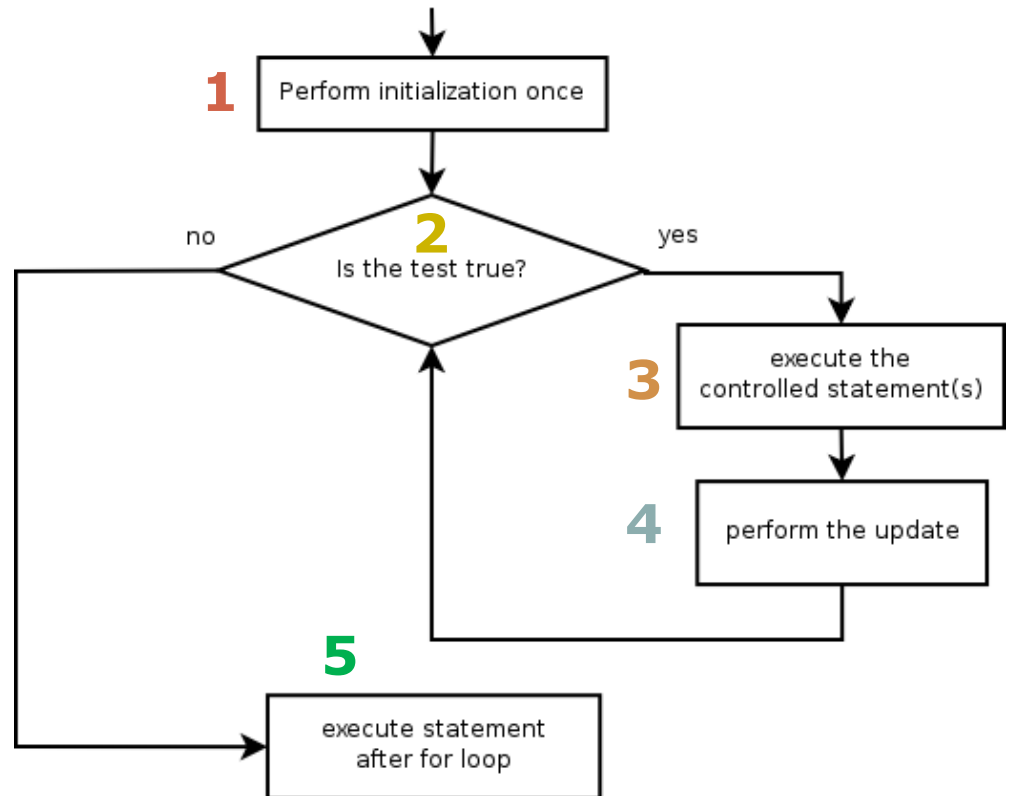 1
Perform initialization once
2
no
yes
Is the test true?
3
execute the
controlled statement(s)
4
perform the update
5
execute statement
after for loop